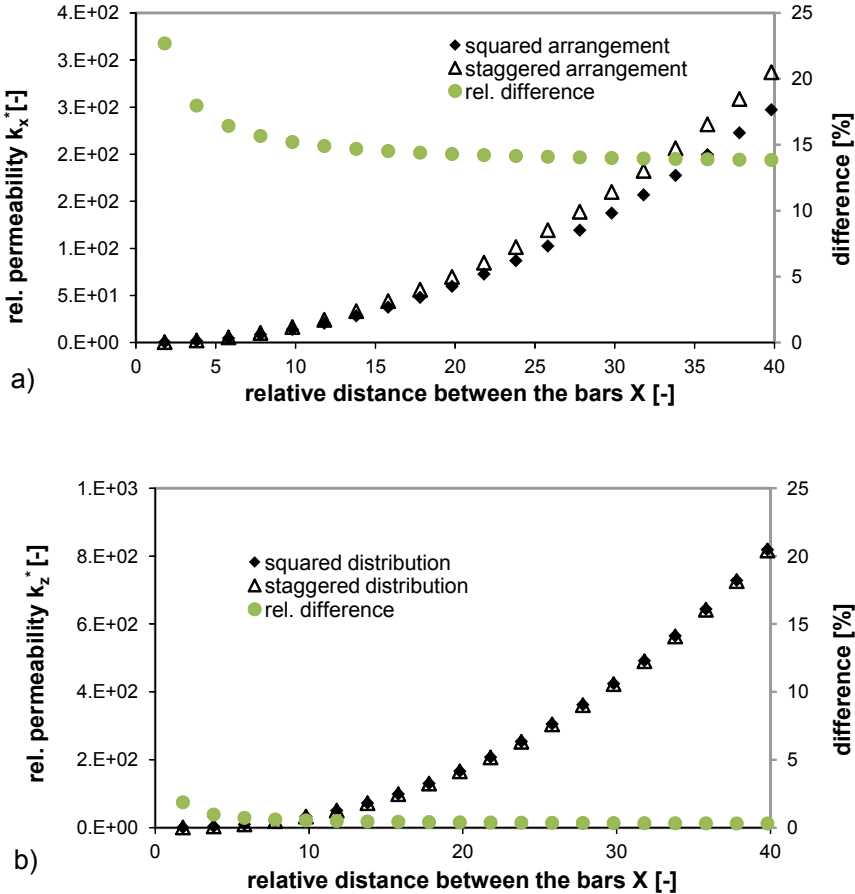 4.E+02
3.E+02
3.E+02
2.E+02
2.E+02
1.E+02
5.E+01
0.E+00
rel. permeability kx*[-]
25
20
15
10
5
0
difference [%]
squared arrangement
staggered arrangement
rel. difference
0 5 10 15 20 25 30 35 40
a)
relative distance between the bars X [-]
1.E+03
8.E+02
6.E+02
4.E+02
2.E+02
0.E+00
rel. permeability kz* [-]
25
20
15
10
5
0
difference [%]
squared distribution
staggered distribution
rel. difference
0 10 20 30 40
b)
relative distance between the bars X [-]